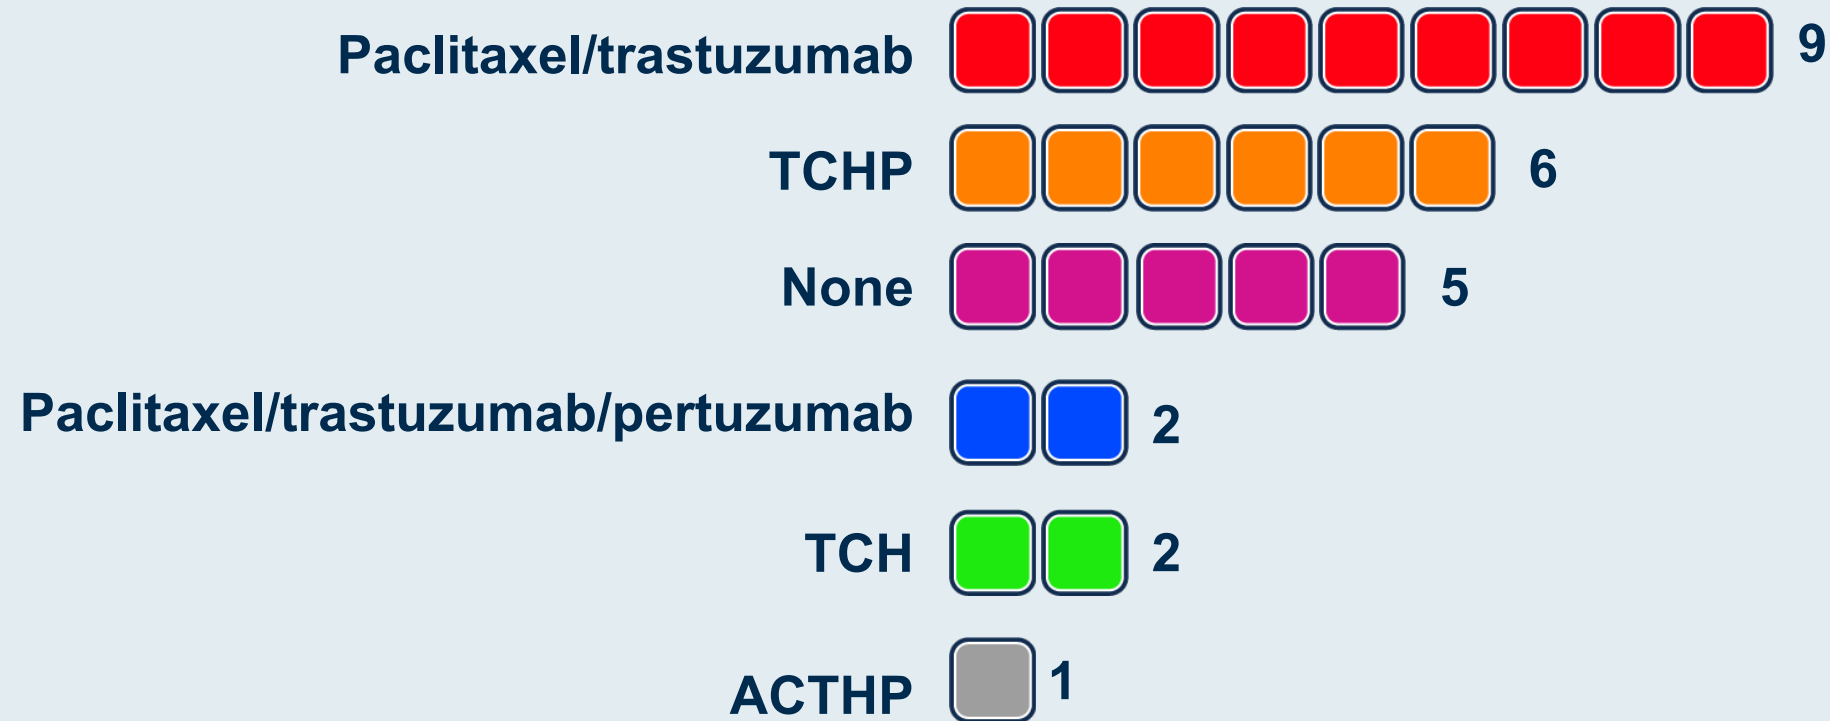 Paclitaxel/trastuzumab 9
TCHP 6
None 5
Paclitaxel/trastuzumab/pertuzumab 2
TCH 2
ACTHP 1